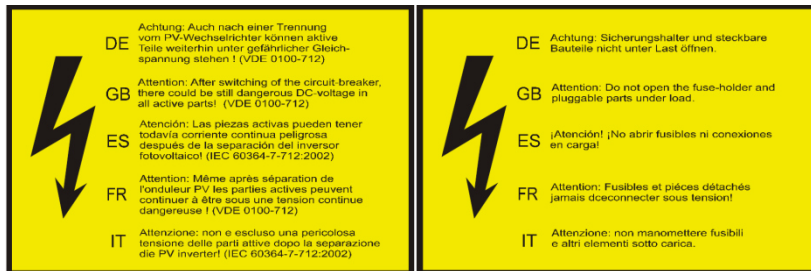 DE
Achtung: Auch nach einer Trennung
vom PV-Wechselrichter können aktive
Teile weiterhin unter gefährlicher Gleich-
spannung stehen ! (VDE 0100-712)
GB
Attention: After switching of the circuit-breaker,
there could be still dangerous DC-voltage in
all active parts! (VDE 0100-712)
ES
Atención: Las piezas activas pueden tener
todavía corriente continua peligrosa
después de la separación del inversor
fotovoltaico! (IEC 60364-7-712:2002)
FR
Attention: Même après séparation de
l'onduleur PV les parties actives peuvent
continuer à être sous une tension continue
dangereuse ! (VDE 0100-712)
IT
Attenzione: non e escluso una pericolosa
tensione delle parti attive dopo la separazione
die PV inverter! (IEC 60364-7-712:2002)
DE
Achtung: Sicherungshalter und steckbare
Bauteile nicht unter Last öffnen.
GB
Attention: Do not open the fuse-holder and
pluggable parts under load.
ES
¡Atención! ¡No abrir fusibles ni conexiones
en carga!
FR
Attention: Fusibles et piéces détachés
jamais dceconnecter sous tension!
IT
Attenzione: non manomettere fusibili
e altri elementi sotto carica.